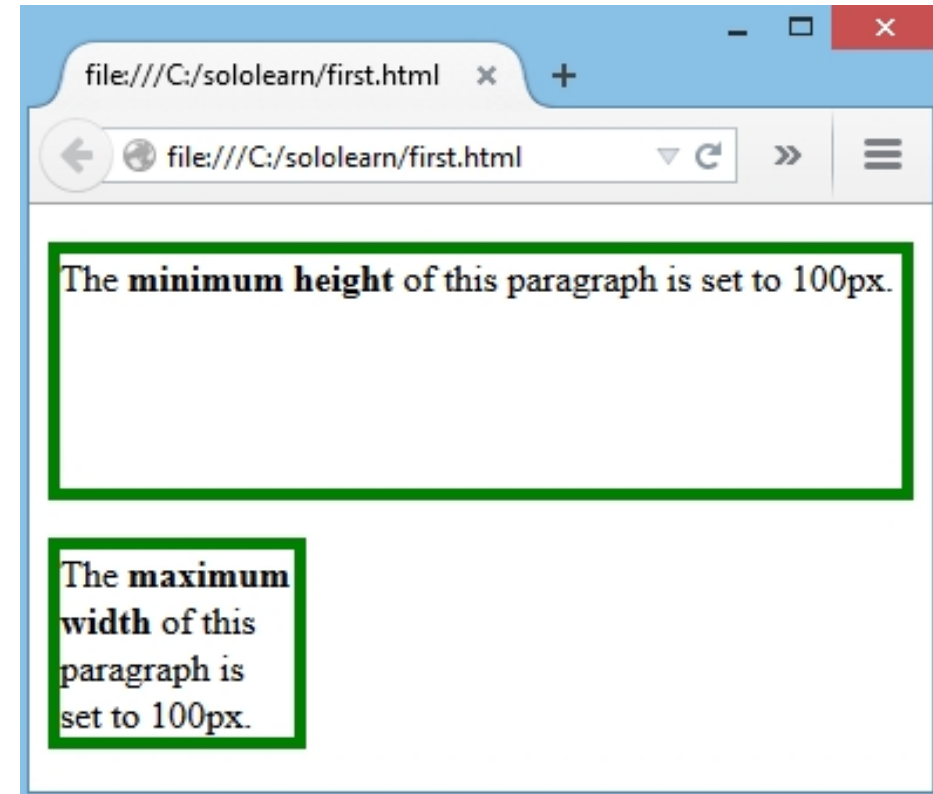 file:///C:/sololearn/first.html
file:///C:/sololearn/first.html
The minimum height of this paragraph is set to 100px.
The maximum
width of this
paragraph is
set to 100px.